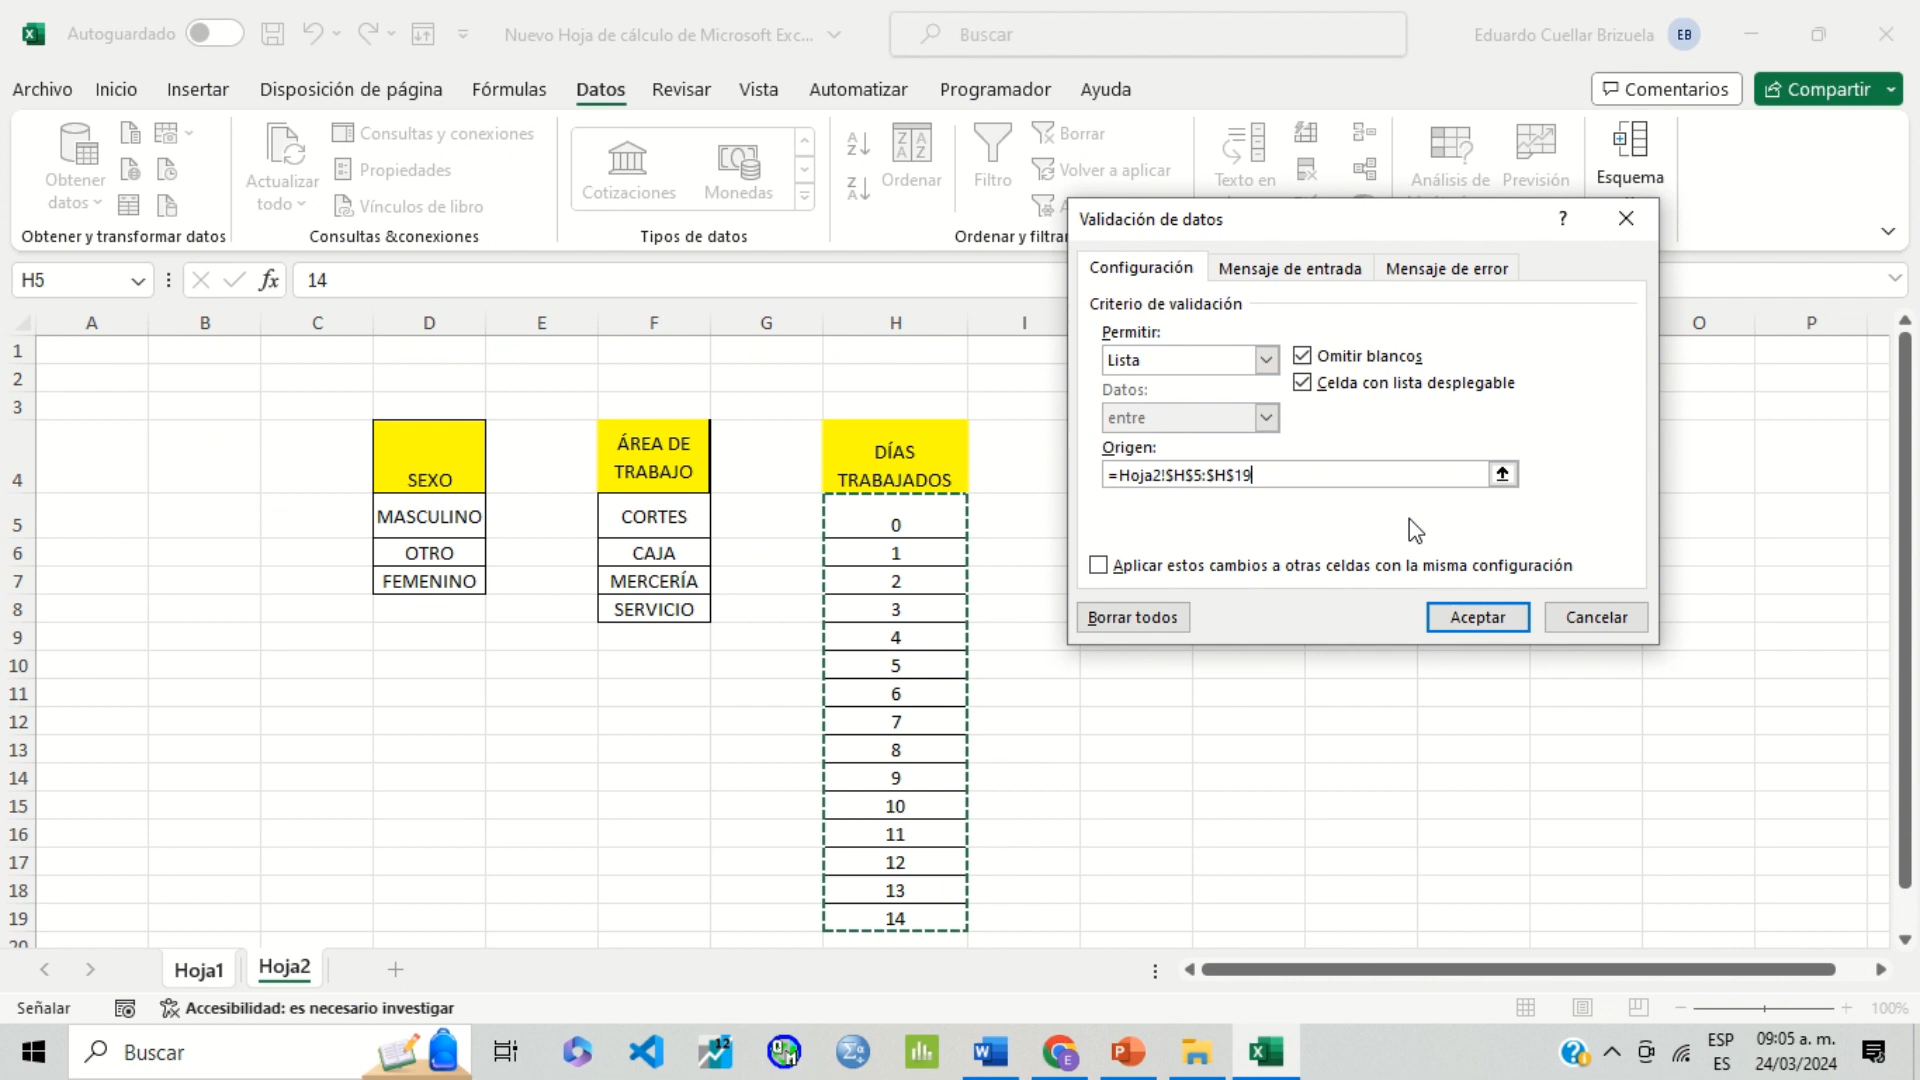 Autoguardado
Nuevo Hoja de cálculo de Microsoft Exc...
Buscar
Eduardo Cuellar Brizuela
EB
Archivo Inicio Insertar Disposición de página Fórmulas Datos Revisar Vista Automatizar Programador Ayuda
Comentarios
Compartir
Obtener
datos
Actualizar
todo
Consultas y conexiones
Propiedades
Vínculos de libro
Cotizaciones
Monedas
Ordenar
Filtro
Borrar
Volver a aplicar
Texto en
Análisis de
Previsión
Esquema
Obtener y transformar datos
Consultas &conexiones
Tipos de datos
Ordenar y filtrar
H5
fx
14
A B C D E F G H I O P
1
2
3
4 SEXO ÁREA DE TRABAJO DÍAS TRABAJADOS
5 MASCULINO CORTES 0
6 OTRO CAJA 1
7 FEMENINO MERCERÍA 2
8 SERVICIO 3
9 4
10 5
11 6
12 7
13 8
14 9
15 10
16 11
17 12
18 13
19 14
20
Validación de datos
?
Configuración
Mensaje de entrada
Mensaje de error
Criterio de validación
Permitir:
Lista
Omitir blancos
Celda con lista desplegable
Datos:
entre
Origen:
=Hoja2!$H$5:$H$19
Aplicar estos cambios a otras celdas con la misma configuración
Borrar todos
Aceptar
Cancelar
Hoja1
Hoja2
Señalar
Accesibilidad: es necesario investigar
100%
Buscar
ESP
ES
09:05 a. m.
24/03/2024